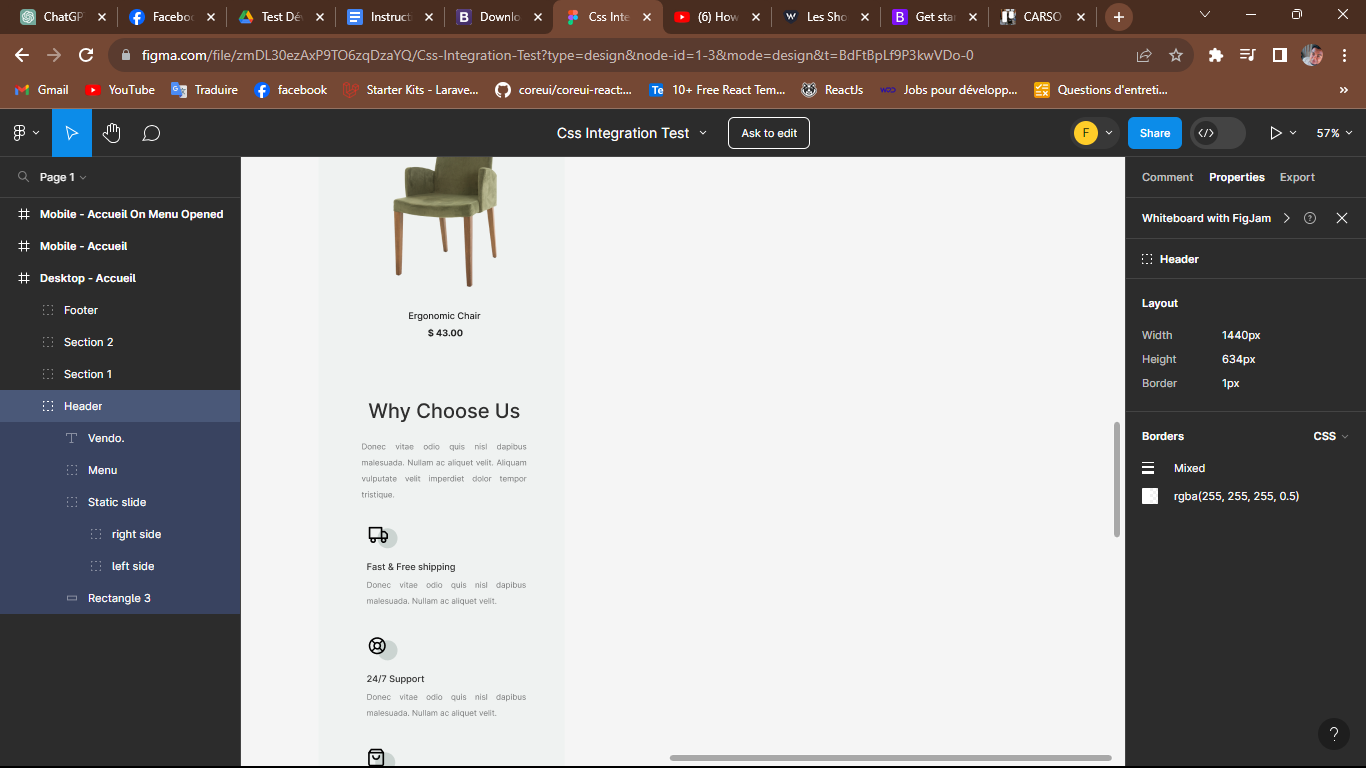 ChatGP
Faceboo
Test Dé
Instruct
Downlo
Css Inte
(6) How
Les Sho
Get sta
CARSO
figma.com/file/zmDL30ezAxP9TO6zqDzaYQ/Css-Integration-Test?type=design&node-id=1-3&mode=design&t=BdFtBpLf9P3kwVDo-0
Gmail
YouTube
Traduire
facebook
Starter Kits - Larave...
coreui/coreui-react:...
Te 10+ Free React Tem...
ReactJs
woo Jobs pour développ...
Questions d'entreti...
Css Integration Test
Ask to edit
F
Share
57%
Page 1
Comment Properties Export
Mobile - Accueil On Menu Opened
Mobile - Accueil
Desktop - Accueil
Footer
Section 2
Section 1
Header
Vendo.
Menu
Static slide
right side
left side
Rectangle 3
Ergonomic Chair
$ 43.00
Why Choose Us
Donec vitae odio quis nisl dapibus
malesuada. Nullam ac aliquet velit. Aliquam
vulputate velit imperdiet dolor tempor
tristique.
Fast & Free shipping
Donec vitae odio quis nisl dapibus
malesuada. Nullam ac aliquet velit.
24/7 Support
Donec vitae odio quis nisl dapibus
malesuada. Nullam ac aliquet velit.
Whiteboard with FigJam
Header
Layout
Width 1440px
Height 634px
Border 1px
Borders CSS
Mixed
rgba(255, 255, 255, 0.5)
?